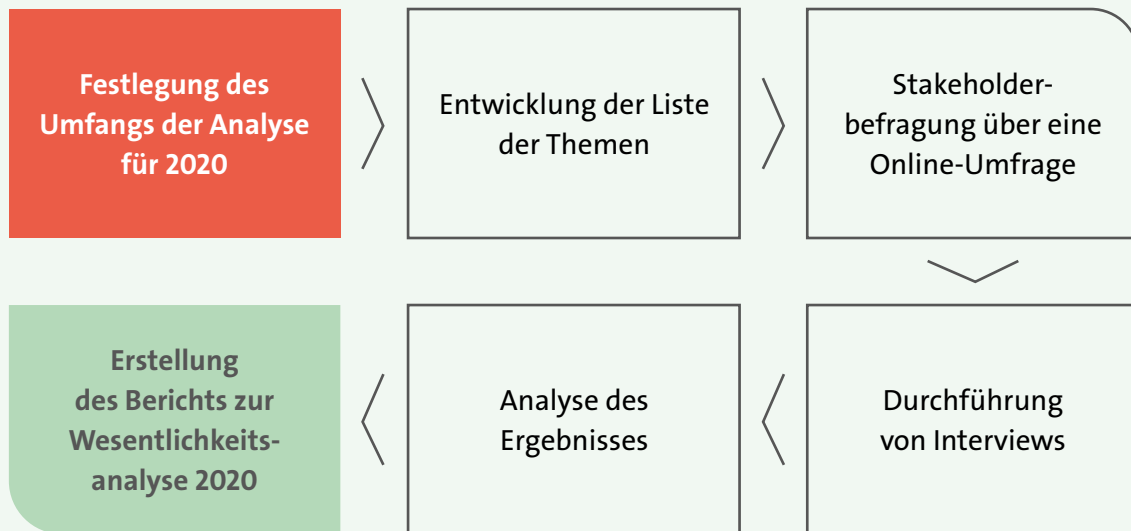 Festlegung des
Umfangs der Analyse
für 2020
Entwicklung der Liste
der Themen
Stakeholder-
befragung über eine
Online-Umfrage
Durchführung
von Interviews
Analyse des
Ergebnisses
Erstellung
des Berichts zur
Wesentlichkeits-
analyse 2020